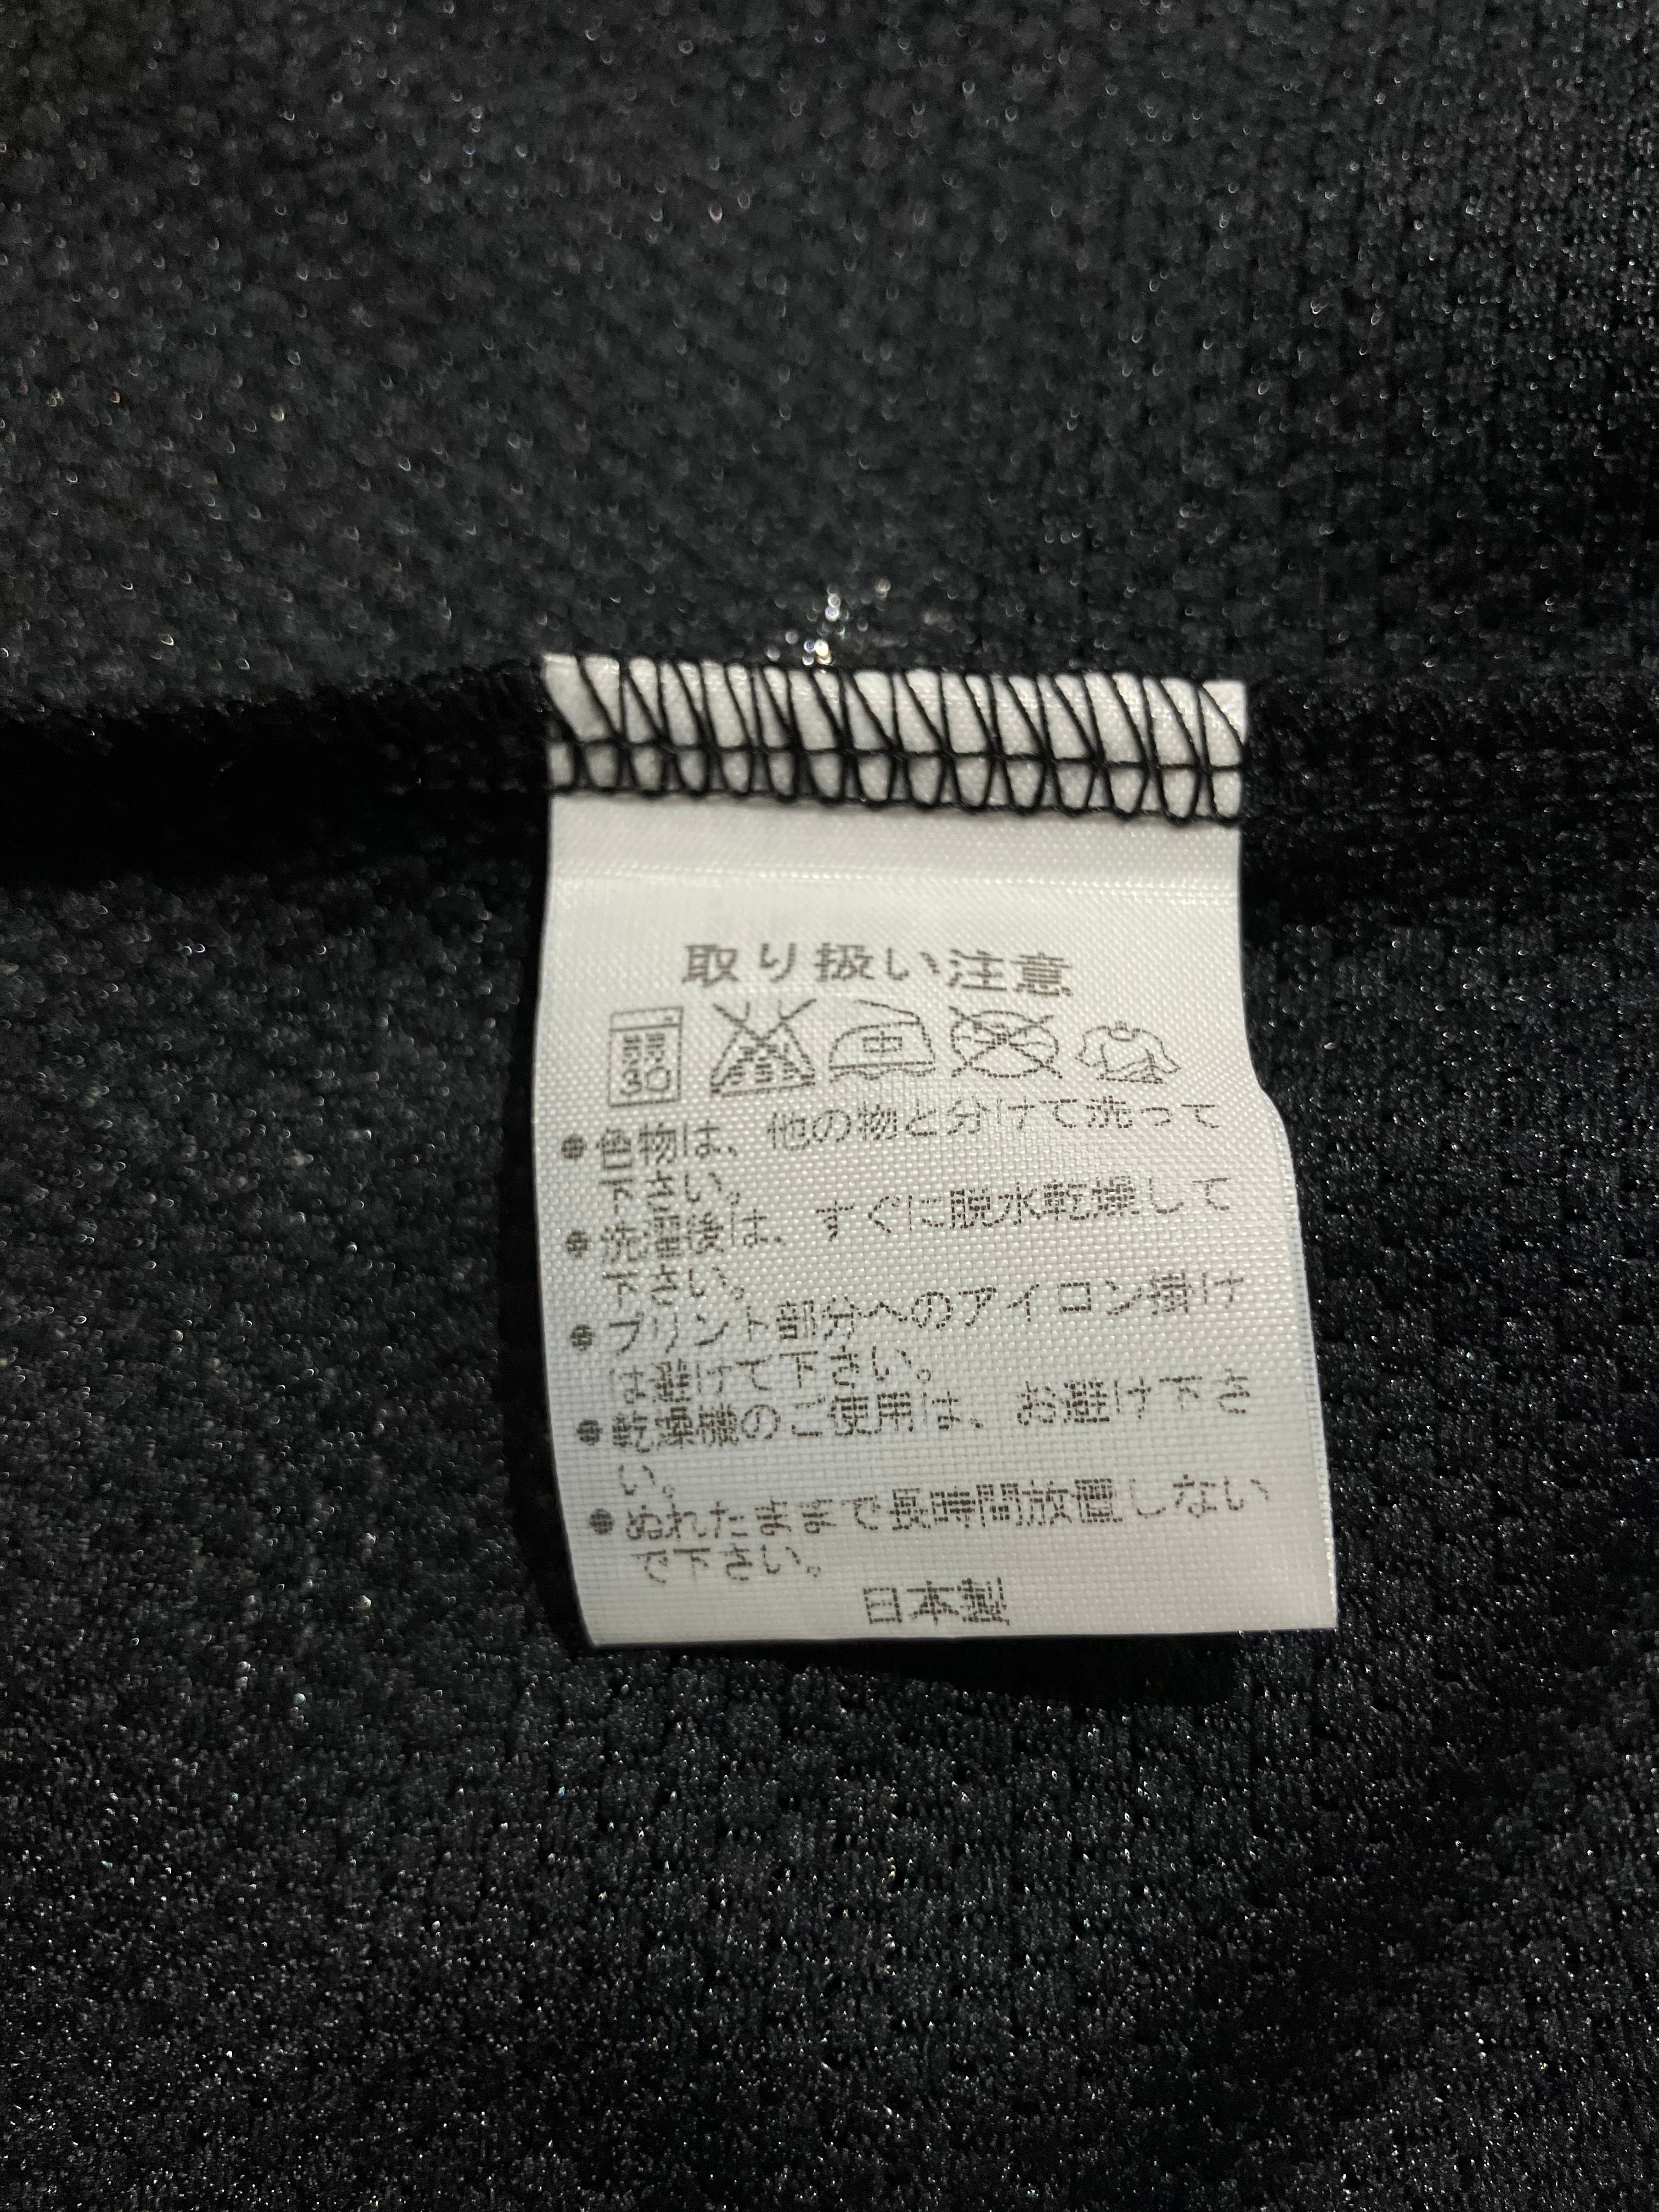 取り扱い注意
中
● 色物は、他の物と分けて洗って
下さい。
● 洗濯後は、すぐに脱水乾燥して
下さい。
● プリント部分へのアイロン掛け
は避けて下さい。
● 乾燥機のご使用は、お避け下さ
い。
● ぬれたままで長時間放置しない
で下さい。
日本製